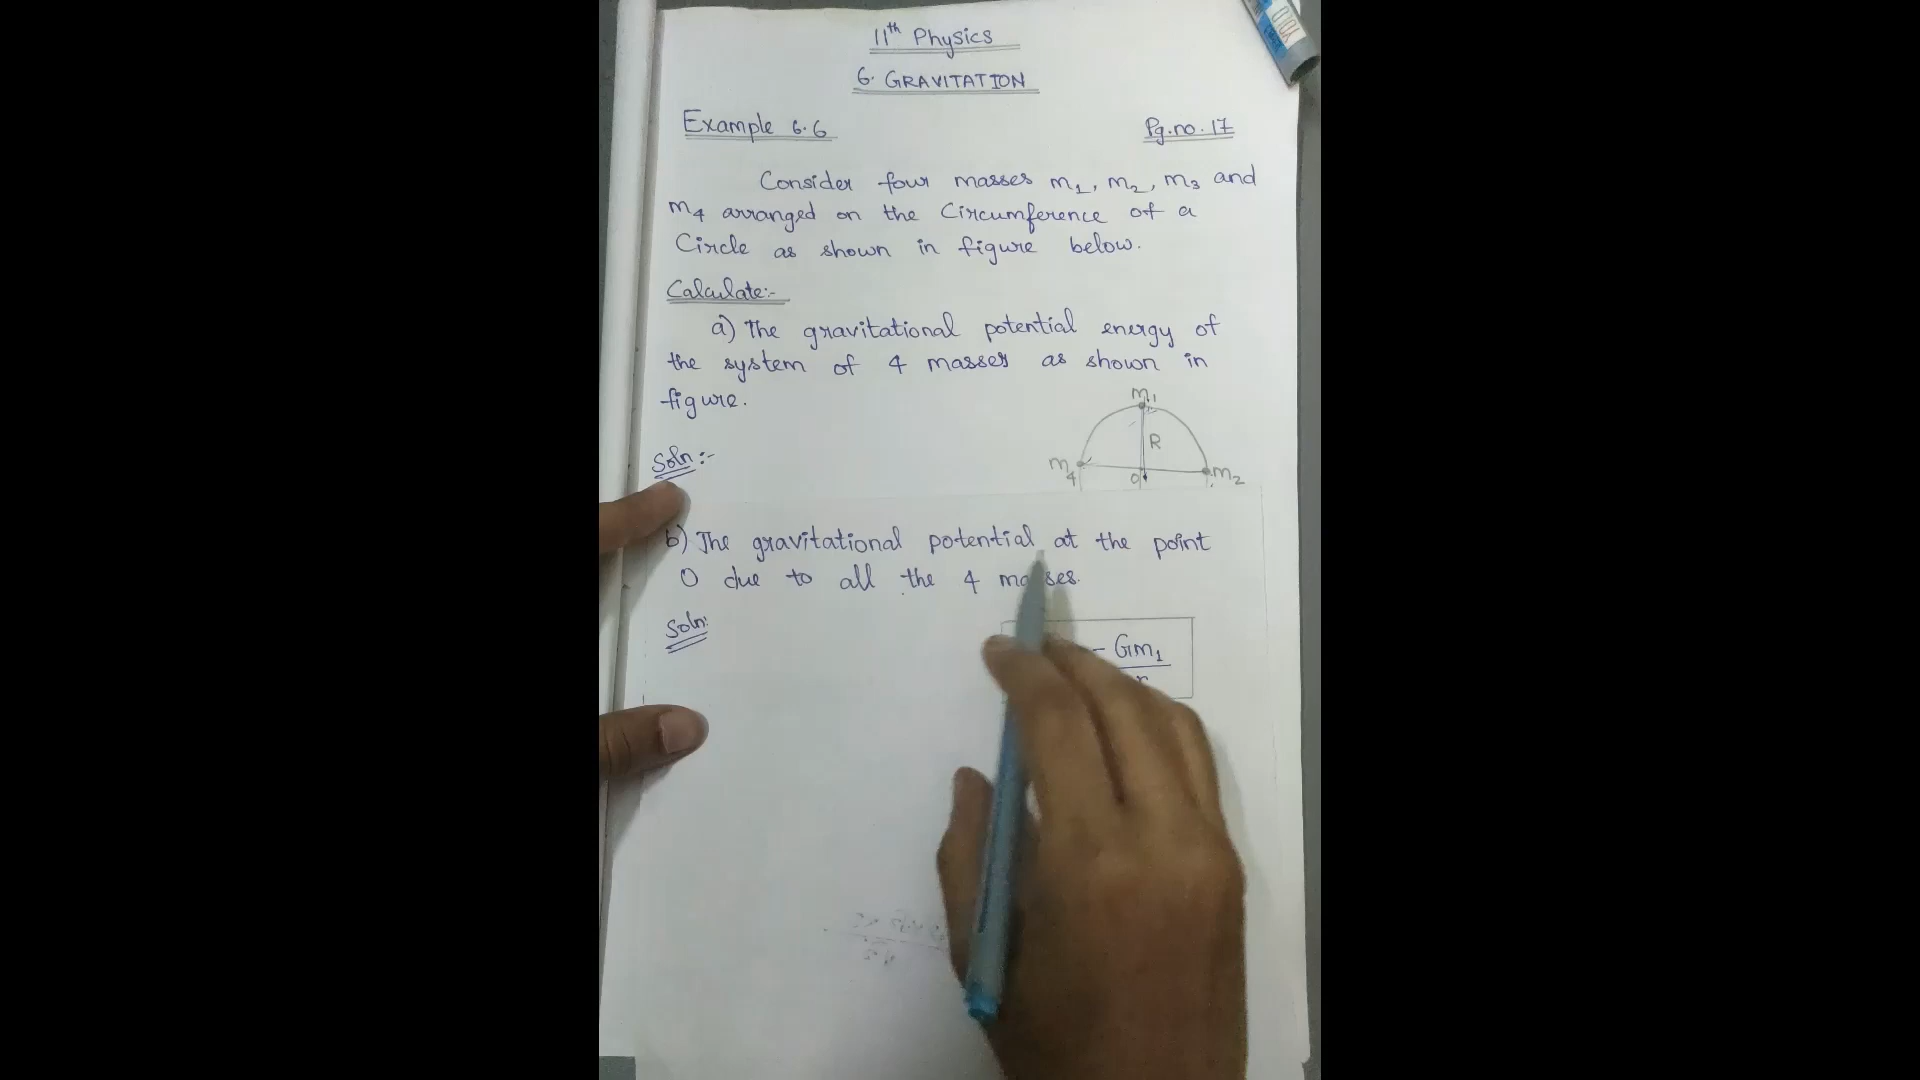 11th Physics
6. GRAVITATION
Example 6.6
Pg.no. 17
Consider four masses m1, m2, m3 and
m4 arranged on the Circumference of a
Circle as shown in figure below.
Calculate:-
a) The gravitational potential energy of
the system of 4 masses as shown in
figure.
m1
R
m4
O
m2
Soln:-
b) The gravitational potential at the point
O due to all the 4 masses.
Soln:
- Gm1
r